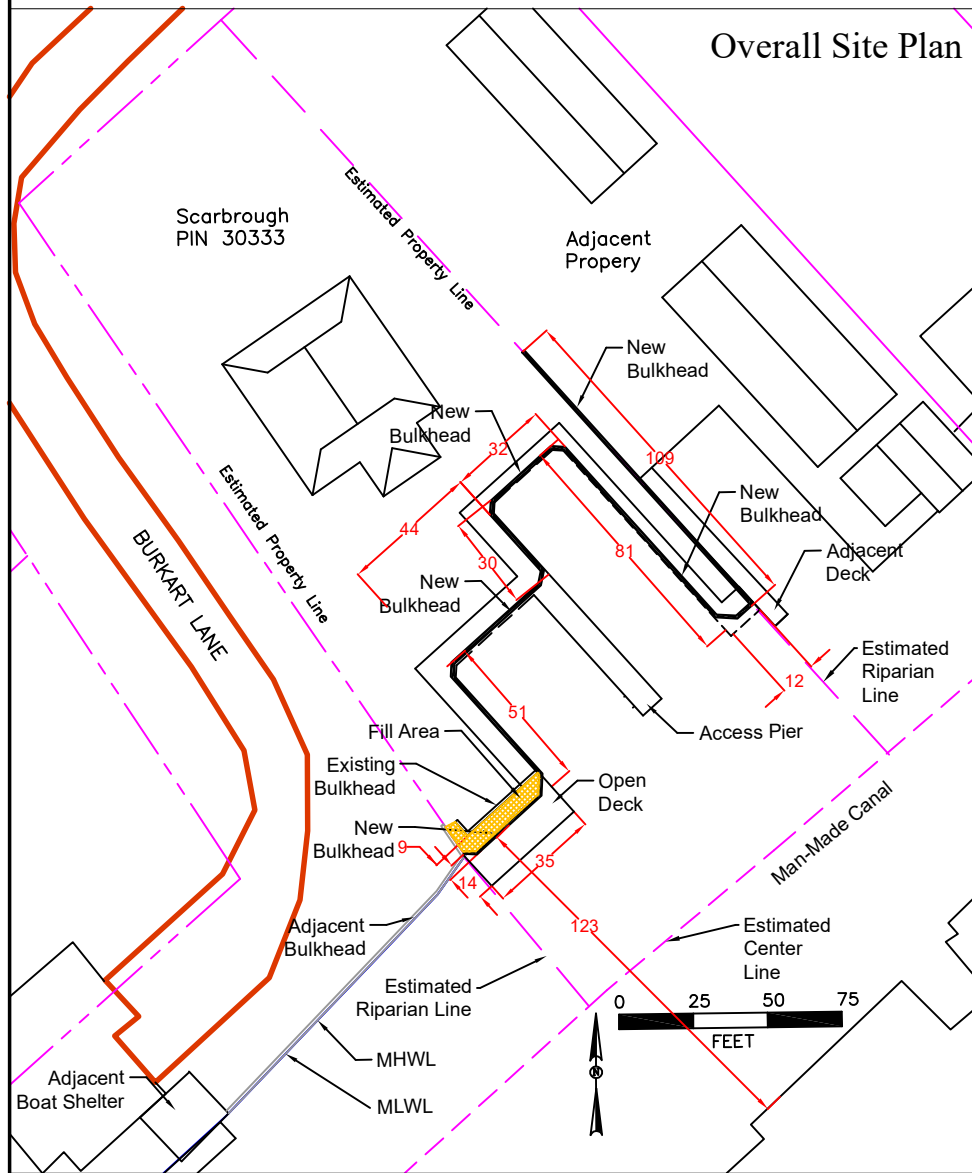 Overall Site Plan
Scarbrough
PIN 30333
Estimated Property Line
Adjacent
Propery
New
Bulkhead
109
New
Bulkhead
32
44
Estimated Property Line
New
Bulkhead
81
30
Adjacent
Deck
BURKART LANE
New
Bulkhead
Estimated
Riparian
Line
12
51
Access Pier
Fill Area
Existing
Bulkhead
Open
Deck
New
Bulkhead
9
35
14
Man-Made Canal
123
Adjacent
Bulkhead
Estimated
Center
Line
Estimated
Riparian Line
0 25 50 75
FEET
N
MHWL
Adjacent
Boat Shelter
MLWL